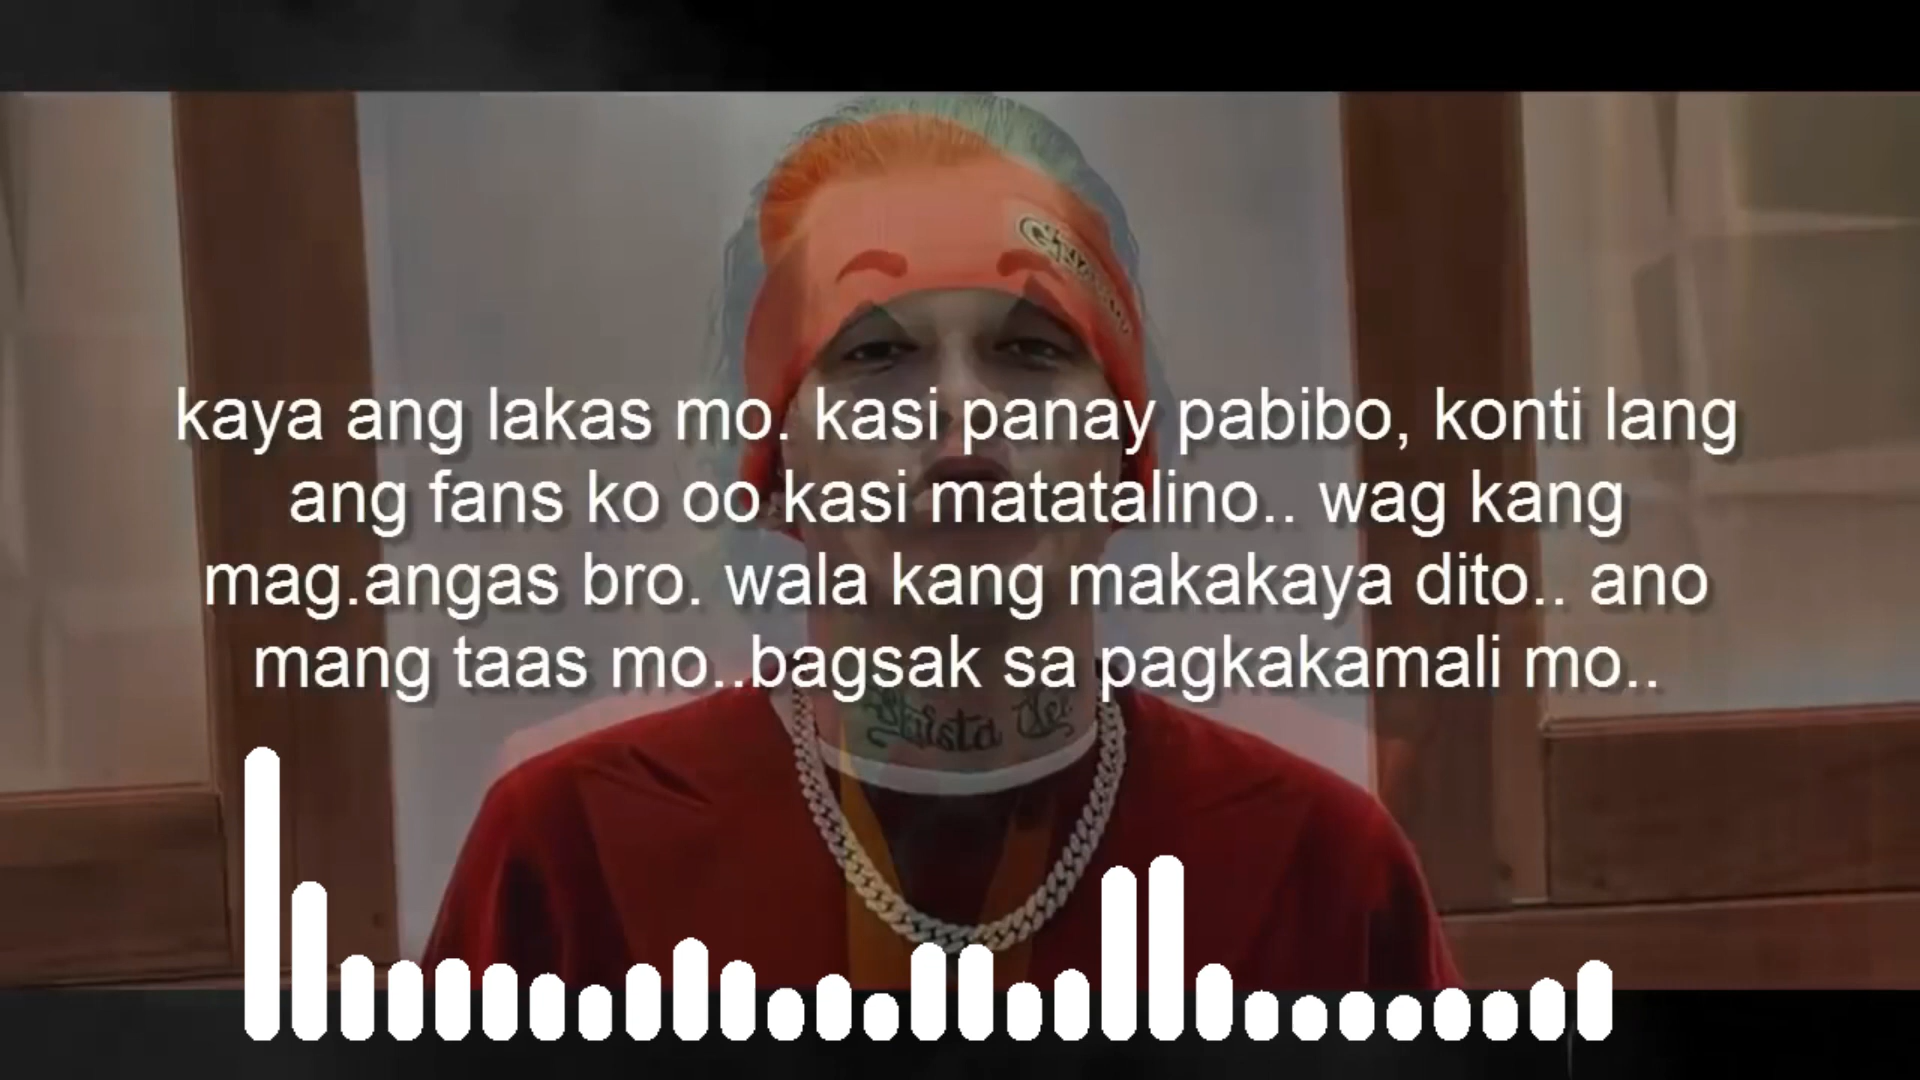 kaya ang lakas mo. kasi panay pabibo, konti lang
ang fans ko oo kasi matatalino.. wag kang
mag.angas bro. wala kang makakaya dito.. ano
mang taas mo..bagsak sa pagkakamali mo..